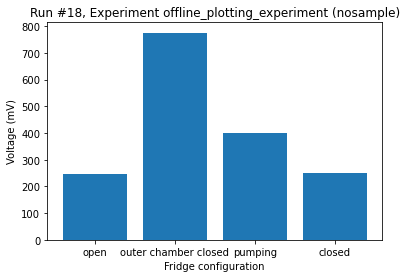 Run #18, Experiment offline_plotting_experiment (nosample)
800
700
600
500
400
300
200
100
0
Voltage (mV)
open outer chamber closed pumping closed
Fridge configuration